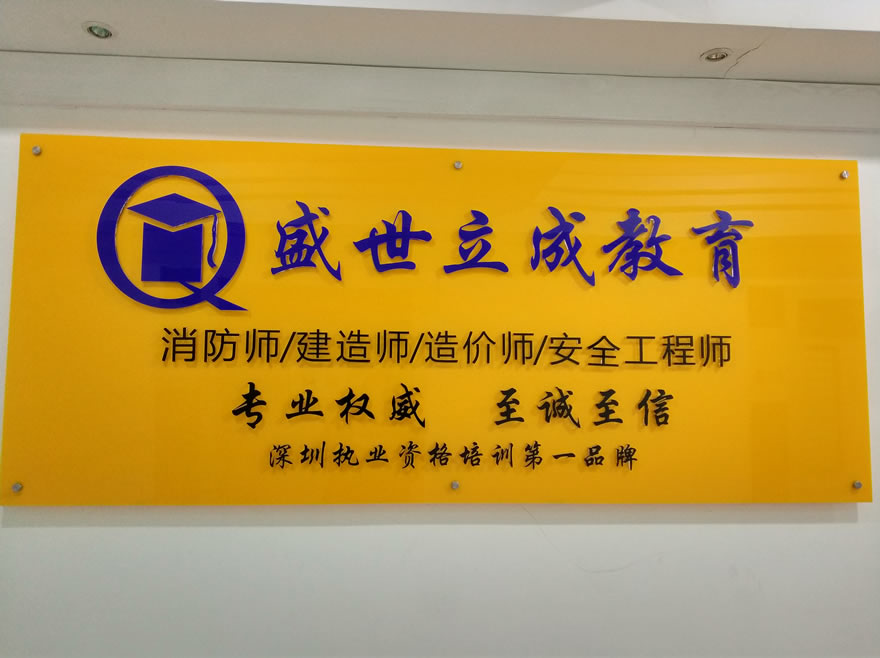 盛世立成教育
消防师/建造师/造价师/安全工程师
专业权威 至诚至信
深圳执业资格培训第一品牌